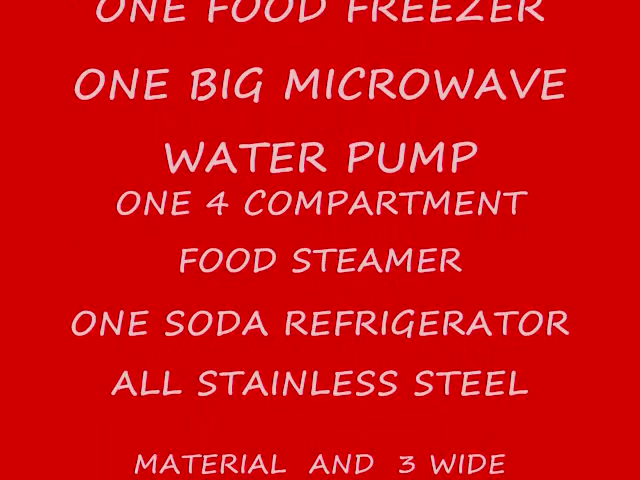 ONE FOOD FREEZER
ONE BIG MICROWAVE
WATER PUMP
ONE 4 COMPARTMENT
FOOD STEAMER
ONE SODA REFRIGERATOR
ALL STAINLESS STEEL
MATERIAL AND 3 WIDE